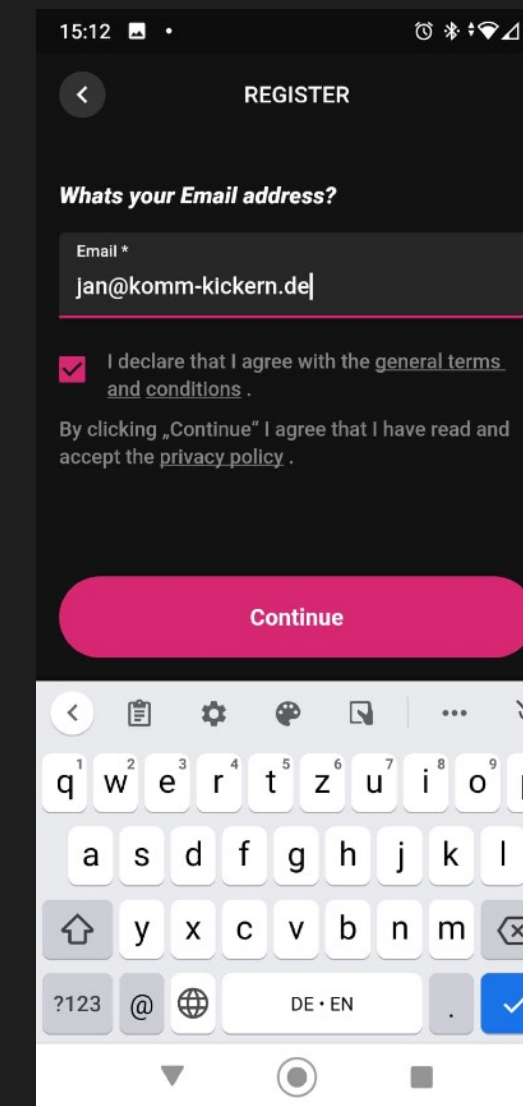 15:12
REGISTER
Whats your Email address?
Email *
jan@komm-kickern.de
I declare that I agree with the general terms
and conditions .
By clicking „Continue“ I agree that I have read and
accept the privacy policy .
Continue
1 2 3 4 5 6 7 8 9
q w e r t z u i o
a s d f g h j k l
y x c v b n m
?123 @ DE • EN .